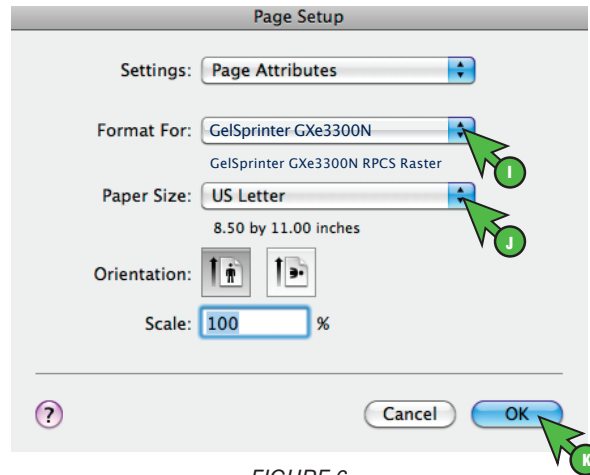 Page Setup
Settings: Page Attributes
Format For: GelSprinter GXe3300N
I
GelSprinter GXe3300N RPCS Raster
Paper Size: US Letter
J
8.50 by 11.00 inches
Orientation:
Scale: 100 %
? Cancel OK
K
FIGURE 6